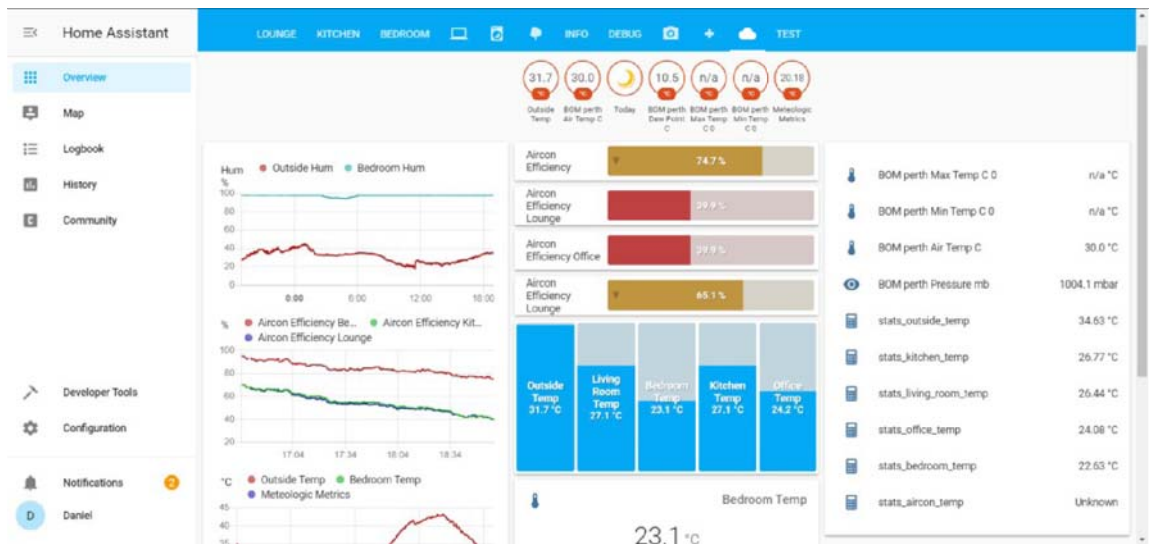 Home Assistant
LOUNGE KITCHEN BEDROOM INFO DEBUG TEST
Overview
Map
Logbook
History
Community
Developer Tools
Configuration
Notifications 2
D Daniel
31.7 30.0 10.5 n/a n/a 20.18
°C °C °C °C °C °C
Outside Temp
BOM perth Air Temp C
Today
BOM perth Dew Point C
BOM perth Max Temp C 0
BOM perth Min Temp C 0
Meteologic Metrics
Hum % Outside Hum Bedroom Hum
100
80
60
40
20
0
0:00 6:00 12:00 18:00
% Aircon Efficiency Be... Aircon Efficiency Kit...
Aircon Efficiency Lounge
100
80
60
40
20
17:04 17:34 18:04 18:34
°C Outside Temp Bedroom Temp
Meteologic Metrics
45
40
35
Aircon Efficiency 74.7 %
Aircon Efficiency Lounge 39.9 %
Aircon Efficiency Office 39.9 %
Aircon Efficiency Lounge 65.1 %
Outside Temp 31.7 °C
Living Room Temp 27.1 °C
Bedroom Temp 23.1 °C
Kitchen Temp 27.1 °C
Office Temp 24.2 °C
Bedroom Temp
23.1 °C
BOM perth Max Temp C 0 n/a °C
BOM perth Min Temp C 0 n/a °C
BOM perth Air Temp C 30.0 °C
BOM perth Pressure mb 1004.1 mbar
stats_outside_temp 34.63 °C
stats_kitchen_temp 26.77 °C
stats_living_room_temp 26.44 °C
stats_office_temp 24.08 °C
stats_bedroom_temp 22.63 °C
stats_aircon_temp Unknown